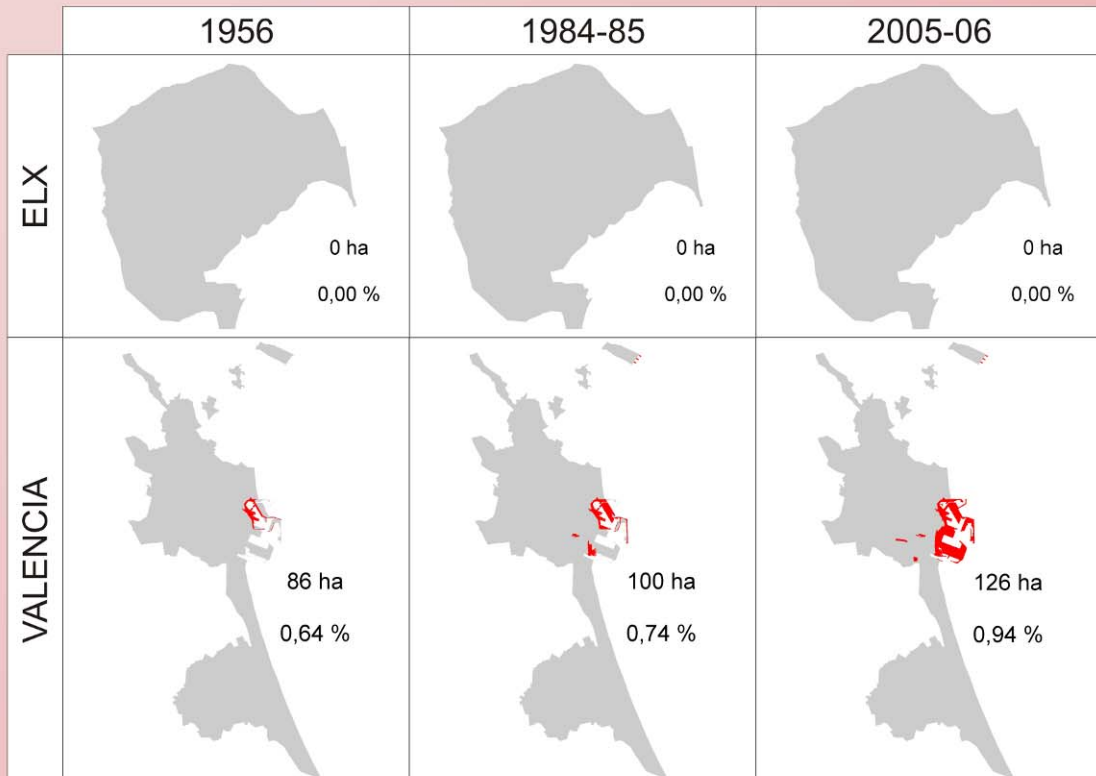 1956
1984-85
2005-06
ELX
0 ha
0,00 %
0 ha
0,00 %
0 ha
0,00 %
VALENCIA
86 ha
0,64 %
100 ha
0,74 %
126 ha
0,94 %